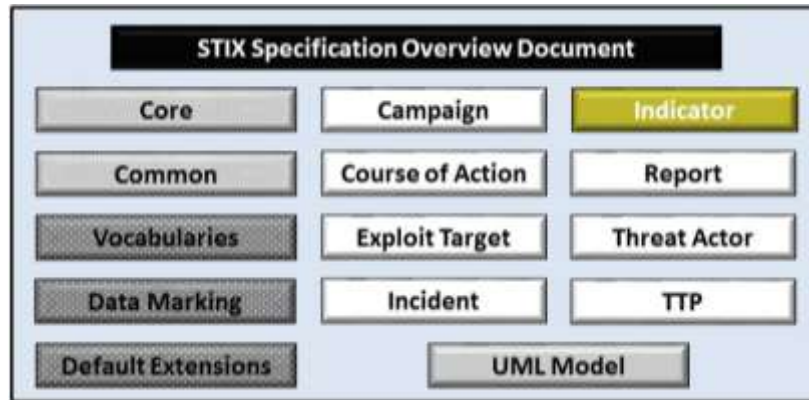 STIX Specification Overview Document
Core
Campaign
Indicator
Common
Course of Action
Report
Vocabularies
Exploit Target
Threat Actor
Data Marking
Incident
TTP
Default Extensions
UML Model